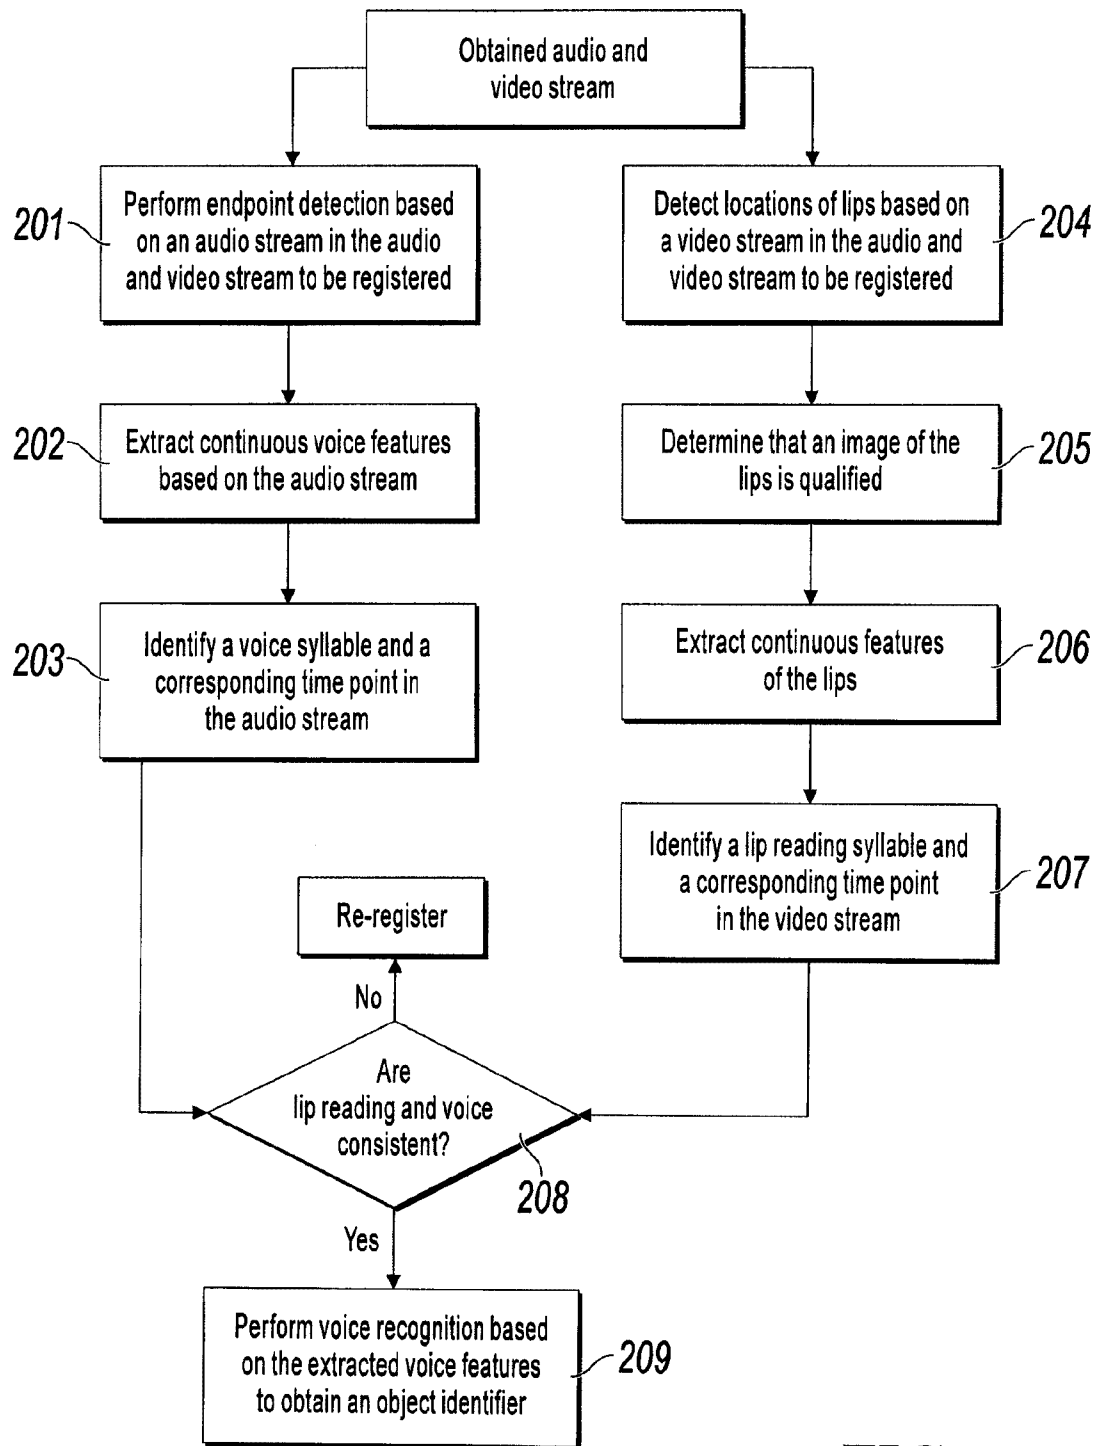 Obtained audio and
video stream
201
Perform endpoint detection based
on an audio stream in the audio
and video stream to be registered
204
Detect locations of lips based on
a video stream in the audio and
video stream to be registered
202
Extract continuous voice features
based on the audio stream
205
Determine that an image of the
lips is qualified
203
Identify a voice syllable and a
corresponding time point in
the audio stream
206
Extract continuous features
of the lips
207
Identify a lip reading syllable and
a corresponding time point
in the video stream
Re-register
No
Are
lip reading and voice
consistent?
208
Yes
Perform voice recognition based
on the extracted voice features
to obtain an object identifier
209